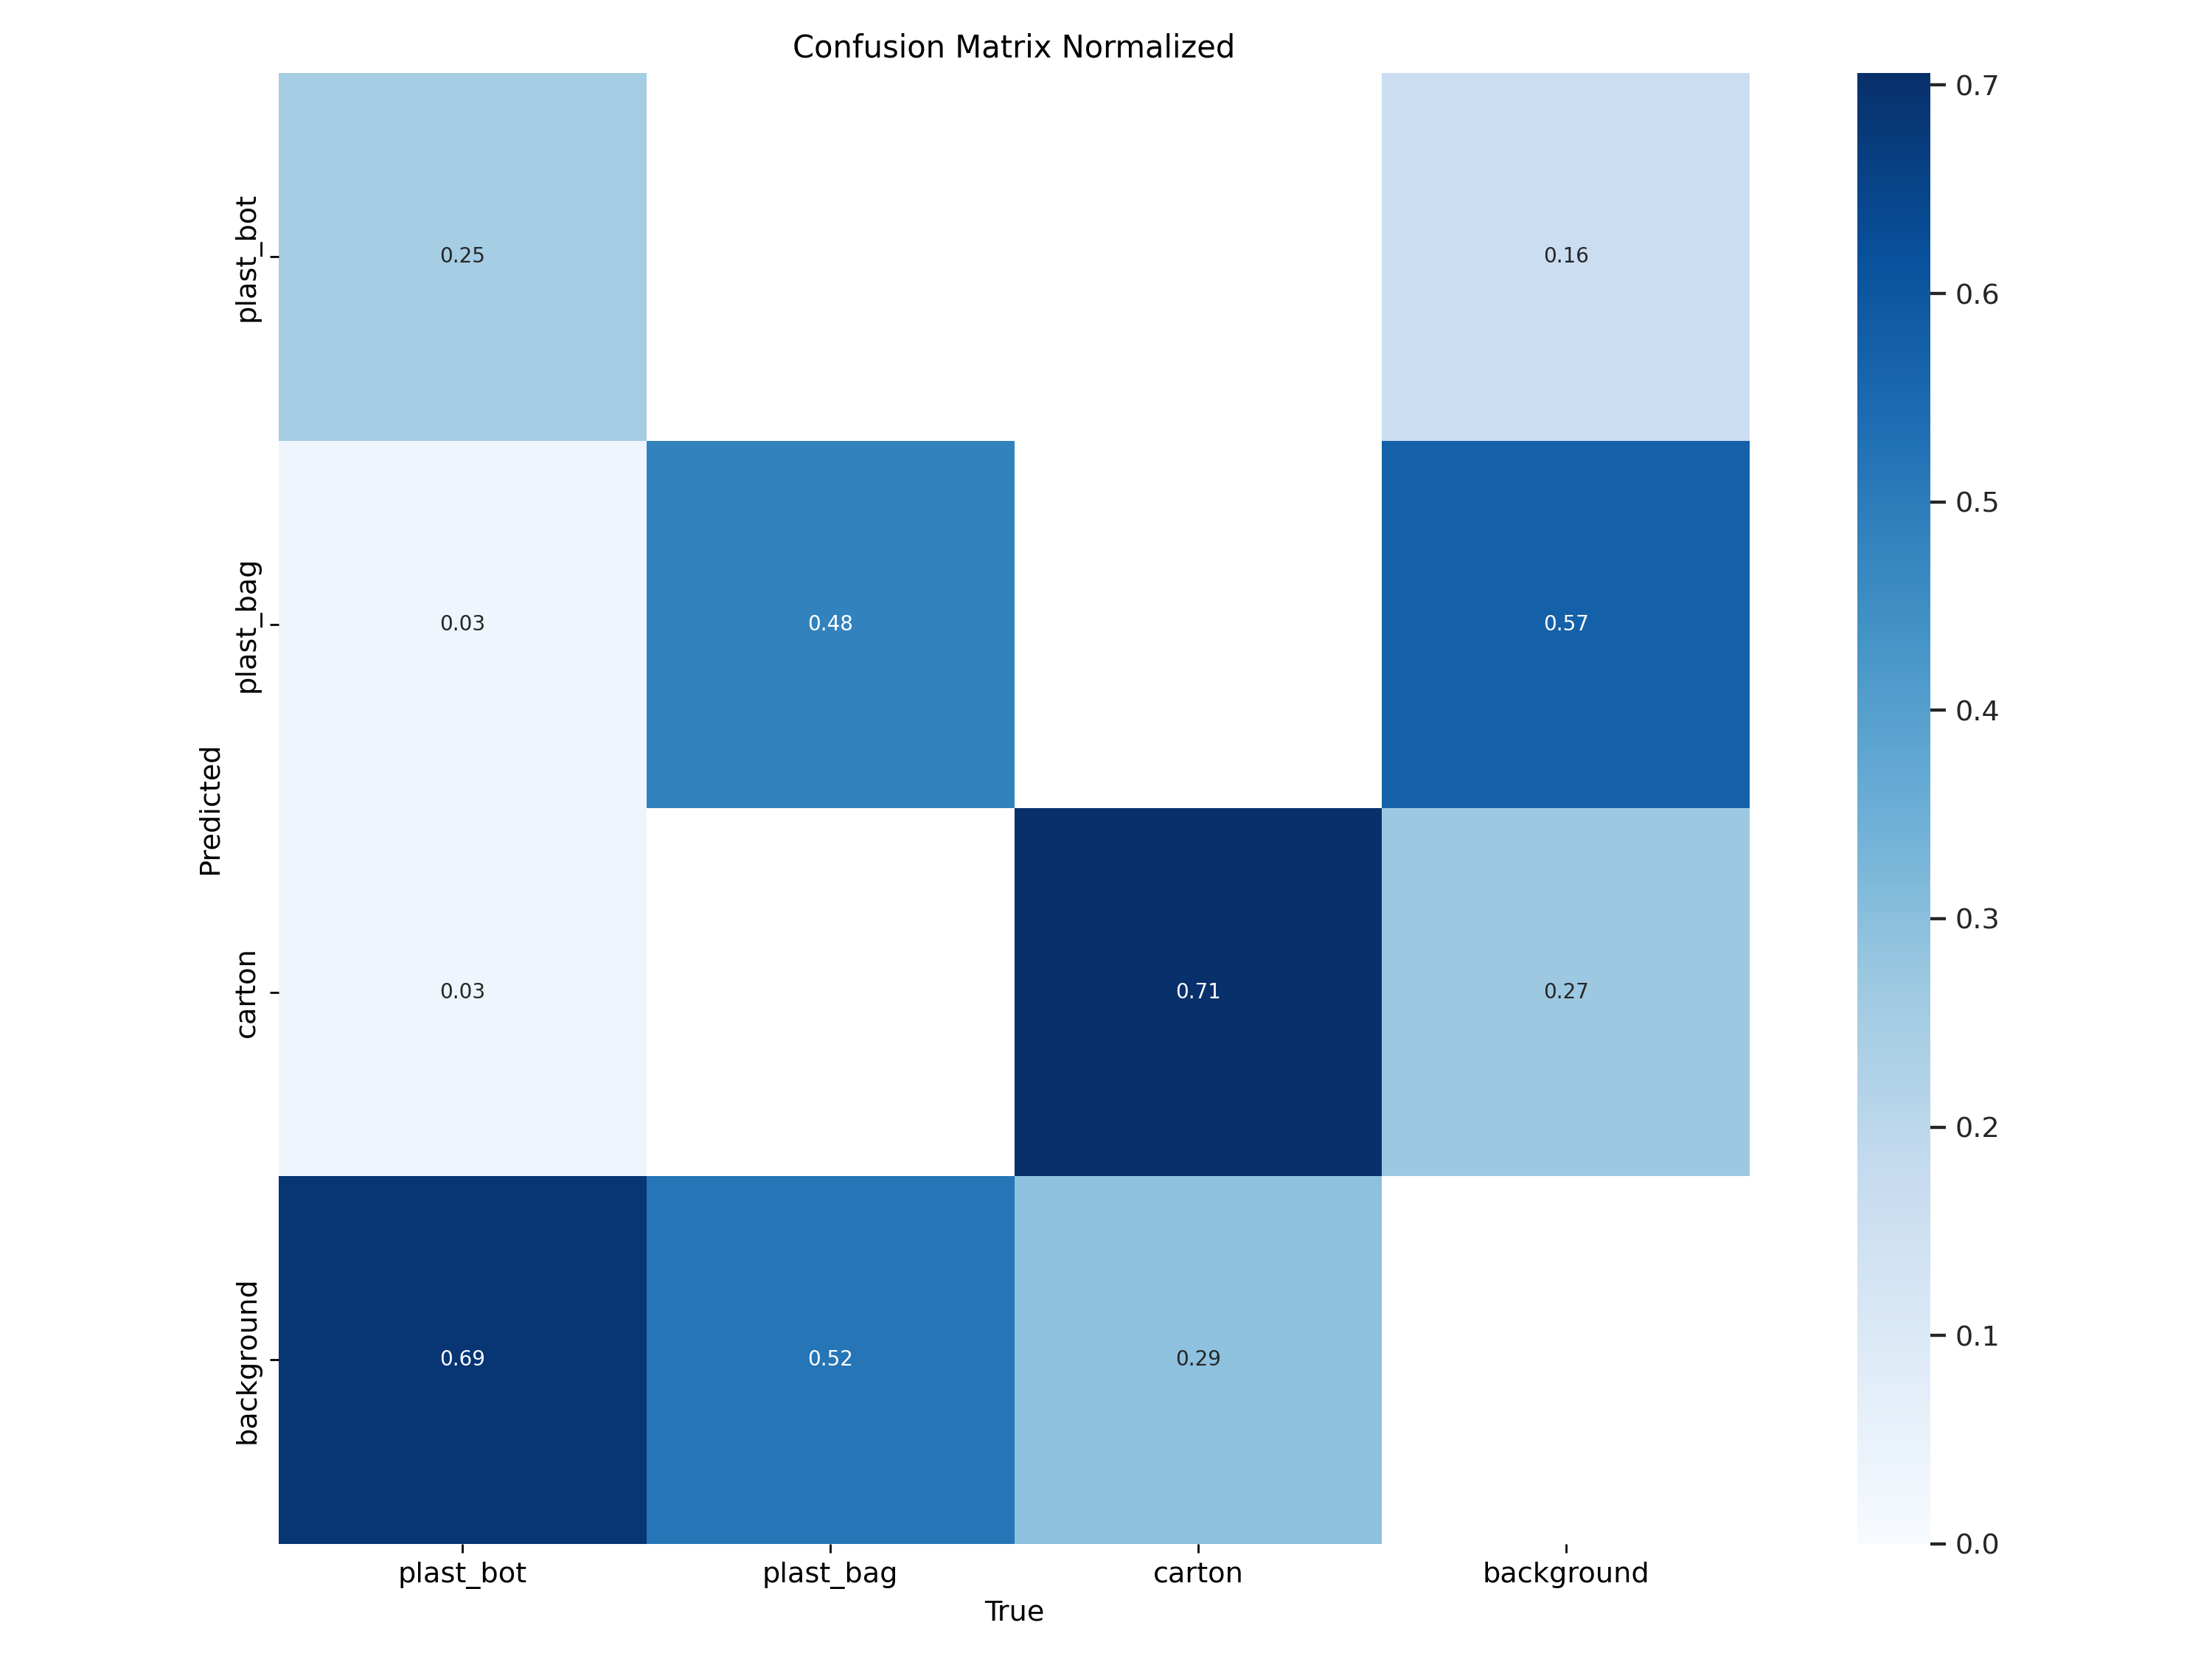 Confusion Matrix Normalized
Predicted
plast_bot
0.25
0.16
plast_bag
0.03
0.48
0.57
carton
0.03
0.71
0.27
background
0.69
0.52
0.29
plast_bot
plast_bag
carton
background
True
0.7
0.6
0.5
0.4
0.3
0.2
0.1
0.0